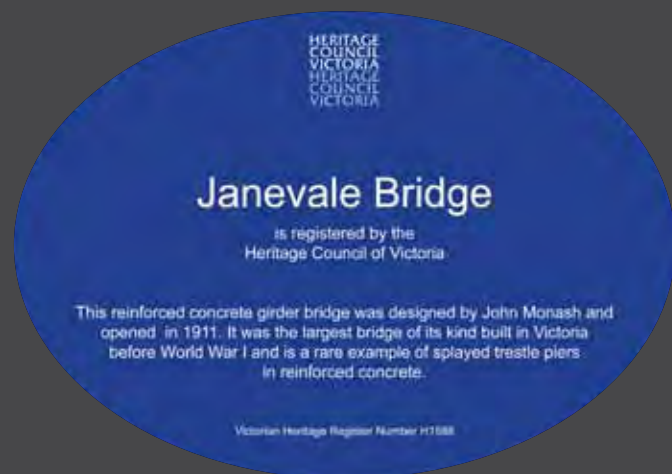 HERITAGE
COUNCIL
VICTORIA
HERITAGE
COUNCIL
VICTORIA
Janevale Bridge
is registered by the
Heritage Council of Victoria
This reinforced concrete girder bridge was designed by John Monash and
opened in 1911. It was the largest bridge of its kind built in Victoria
before World War I and is a rare example of splayed trestle piers
in reinforced concrete.
Victorian Heritage Register Number